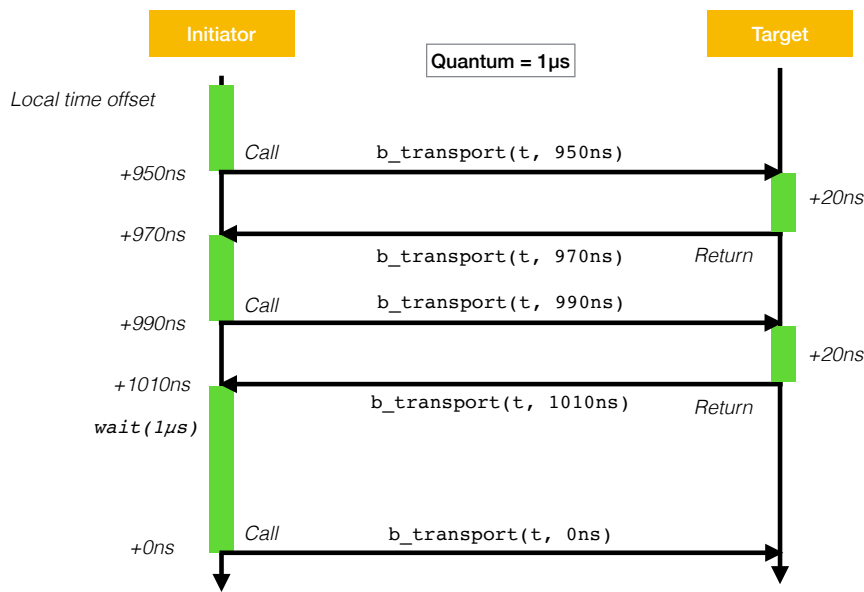 Initiator
Target
Quantum = 1µs
Local time offset
Call
b_transport(t, 950ns)
+950ns
+20ns
+970ns
b_transport(t, 970ns)
Return
Call
b_transport(t, 990ns)
+990ns
+20ns
+1010ns
b_transport(t, 1010ns)
Return
wait(1µs)
Call
b_transport(t, 0ns)
+0ns